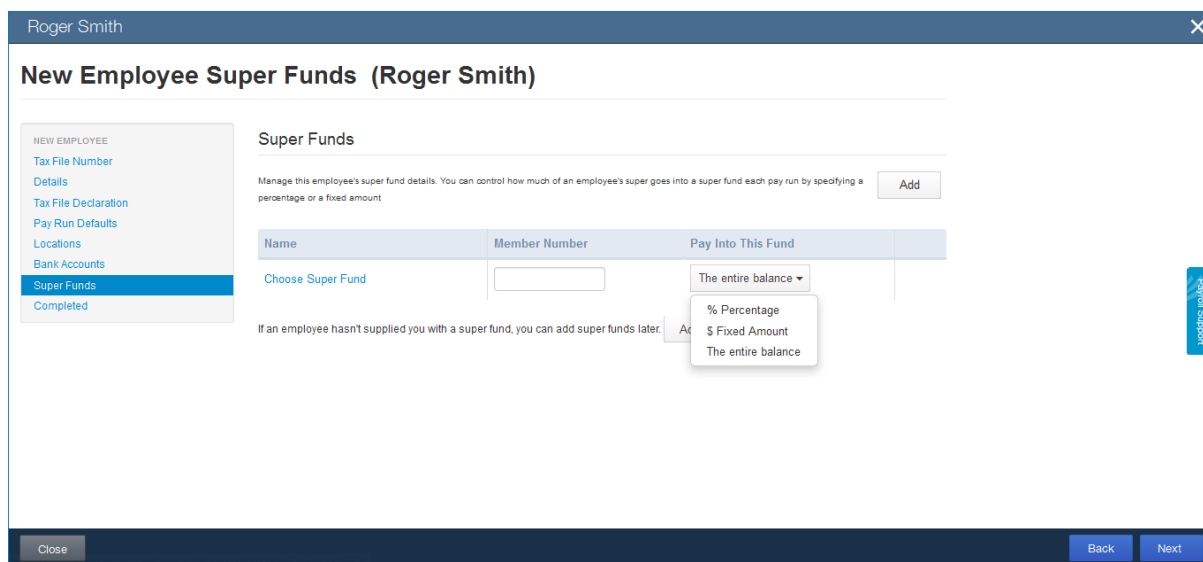 Roger Smith
New Employee Super Funds (Roger Smith)
NEW EMPLOYEE
Tax File Number
Details
Tax File Declaration
Pay Run Defaults
Locations
Bank Accounts
Super Funds
Completed
Super Funds
Manage this employee's super fund details. You can control how much of an employee's super goes into a super fund each pay run by specifying a
percentage or a fixed amount
Add
Name Member Number Pay Into This Fund
Choose Super Fund The entire balance
% Percentage
$ Fixed Amount
The entire balance
If an employee hasn't supplied you with a super fund, you can add super funds later.
Payroll Support
Close Back Next